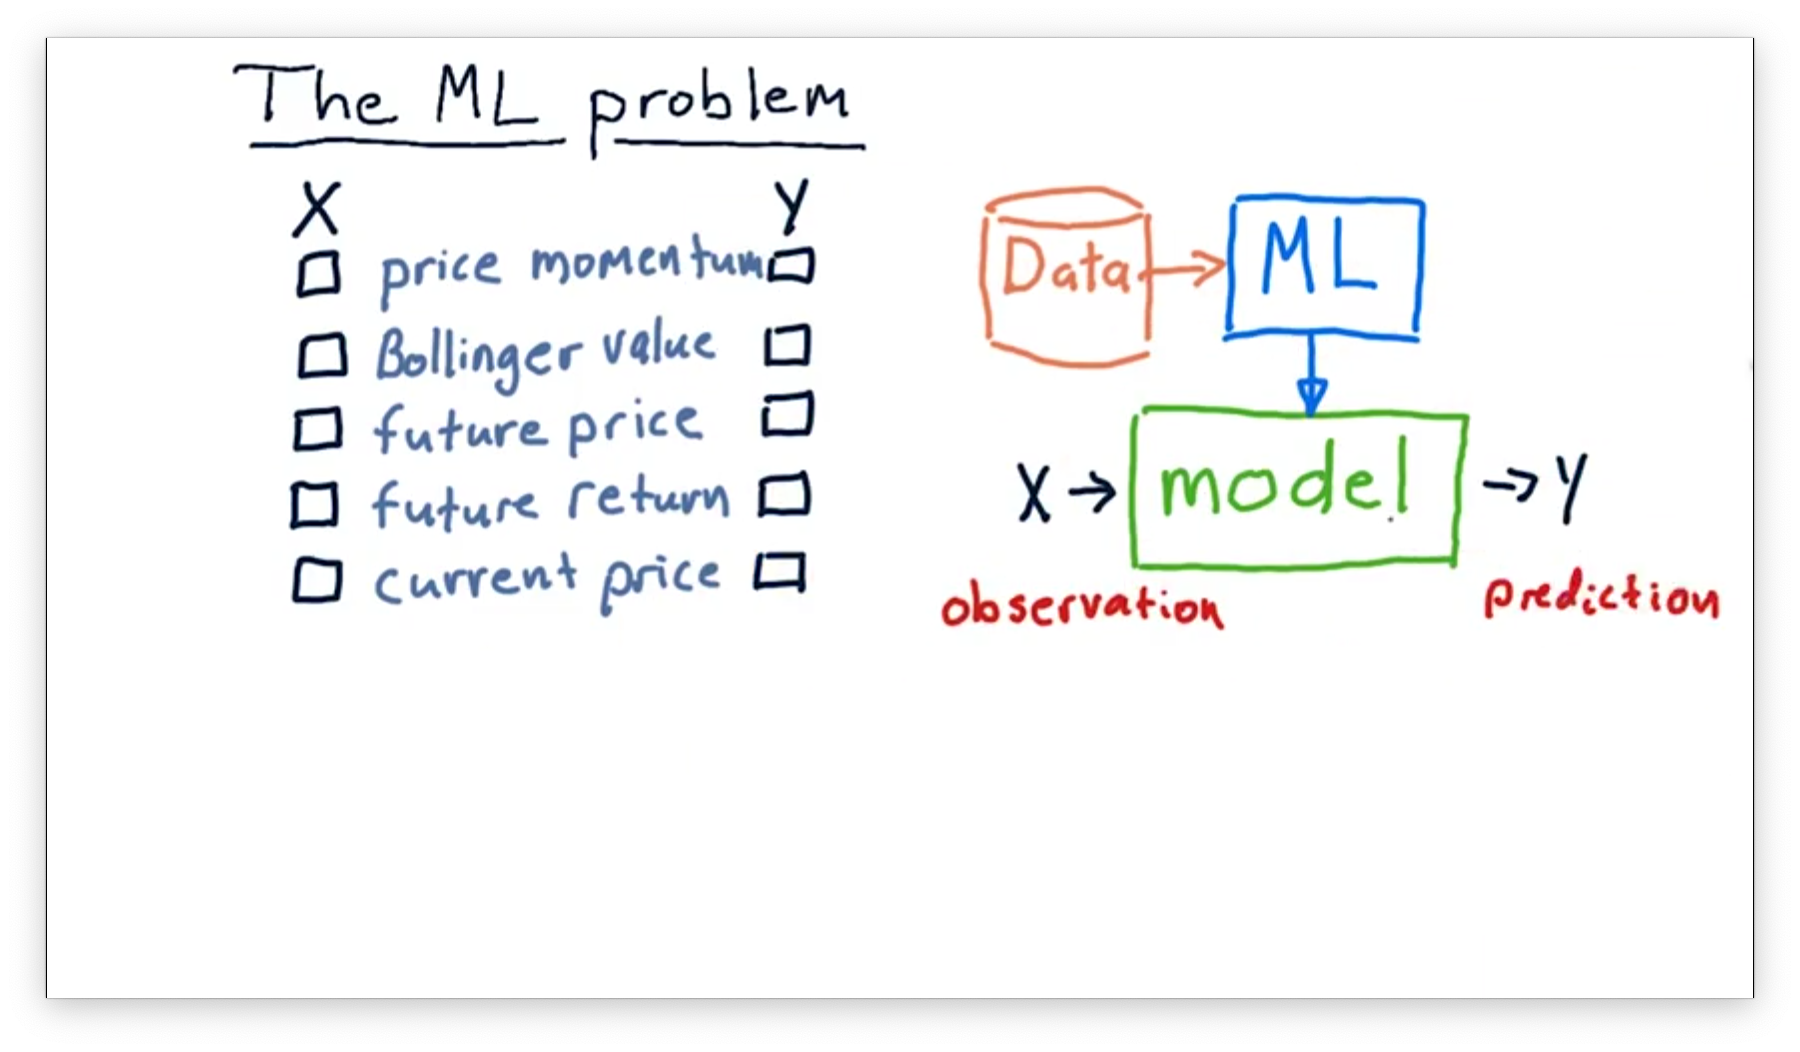 The ML problem
X Y
price momentum
Bollinger value
future price
future return
current price
Data
ML
X → model → Y
observation
prediction